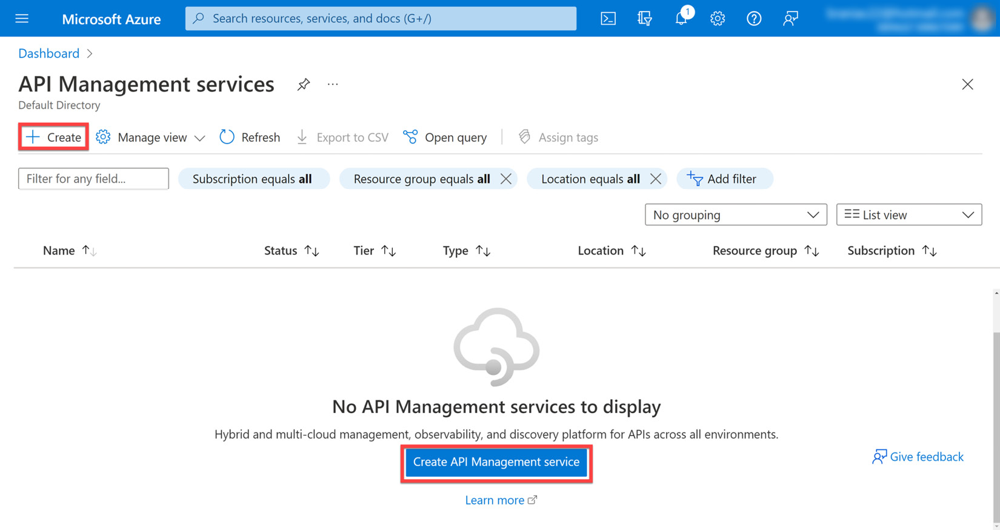 Microsoft Azure
Search resources, services, and docs (G+/)
1
Dashboard
API Management services
Default Directory
Create
Manage view
Refresh
Export to CSV
Open query
Assign tags
Filter for any field...
Subscription equals all
Resource group equals all
Location equals all
Add filter
No grouping
List view
Name
Status
Tier
Type
Location
Resource group
Subscription
No API Management services to display
Hybrid and multi-cloud management, observability, and discovery platform for APIs across all environments.
Create API Management service
Give feedback
Learn more